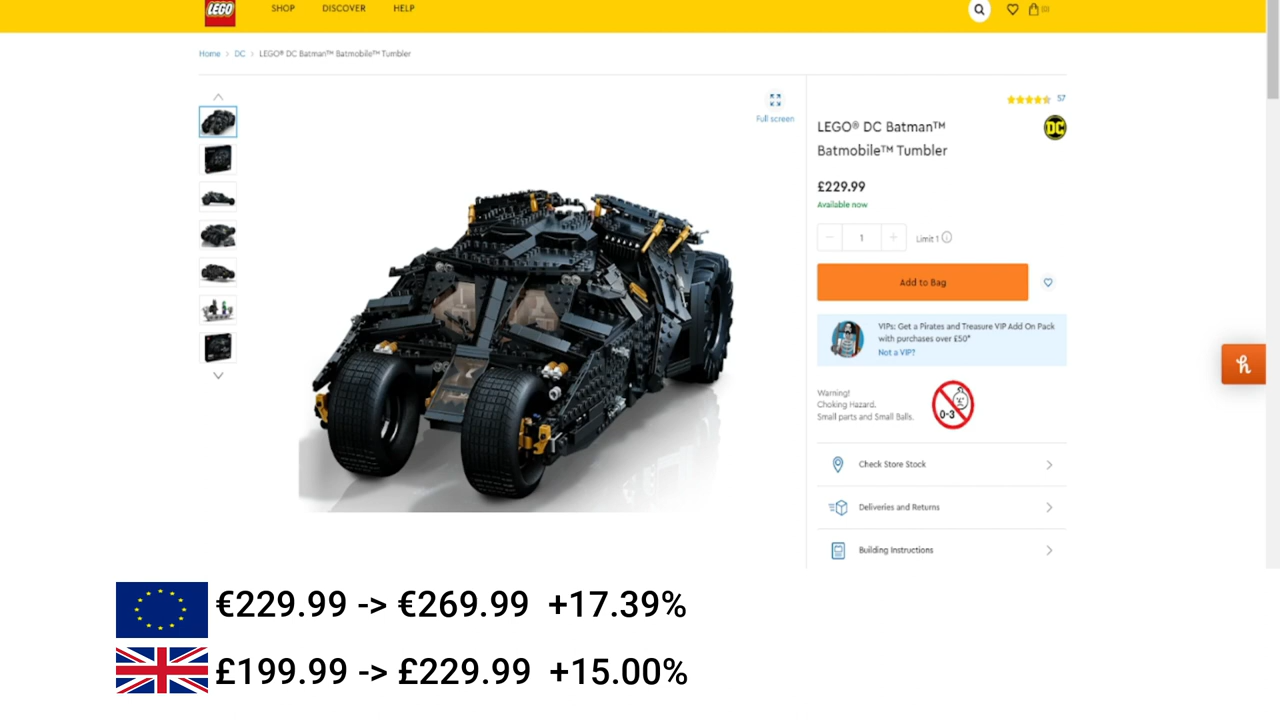 LEGO
SHOP
DISCOVER
HELP
Home > DC > LEGO® DC Batman™ Batmobile™ Tumbler
Full screen
57
LEGO® DC Batman™
Batmobile™ Tumbler
DC
£229.99
Available now
− 1 + Limit 1
Add to Bag
VIPs: Get a Pirates and Treasure VIP Add On Pack
with purchases over £50*
Not a VIP?
Warning!
Choking Hazard.
Small parts and Small Balls.
0-3
Check Store Stock
Deliveries and Returns
Building Instructions
h
€229.99 -> €269.99 +17.39%
£199.99 -> £229.99 +15.00%